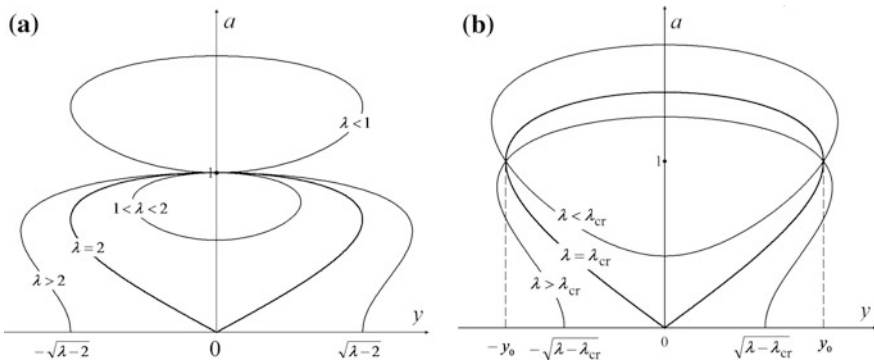 (a)
a
λ<1
1
1<λ<2
λ=2
λ>2
y
−√λ−2
0
√λ−2
(b)
a
1
λ<λcr
λ=λcr
λ>λcr
y
−y₀
−√λ−λcr
0
√λ−λcr
y₀